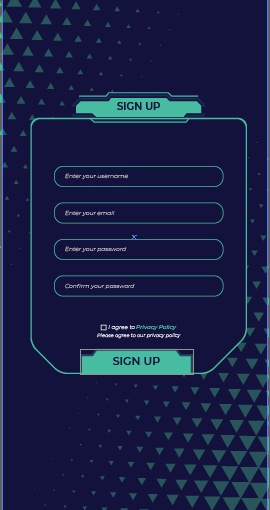 SIGN UP
Enter your username
Enter your email
Enter your password
Confirm your password
I agree to Privacy Policy
Please agree to our privacy policy
SIGN UP